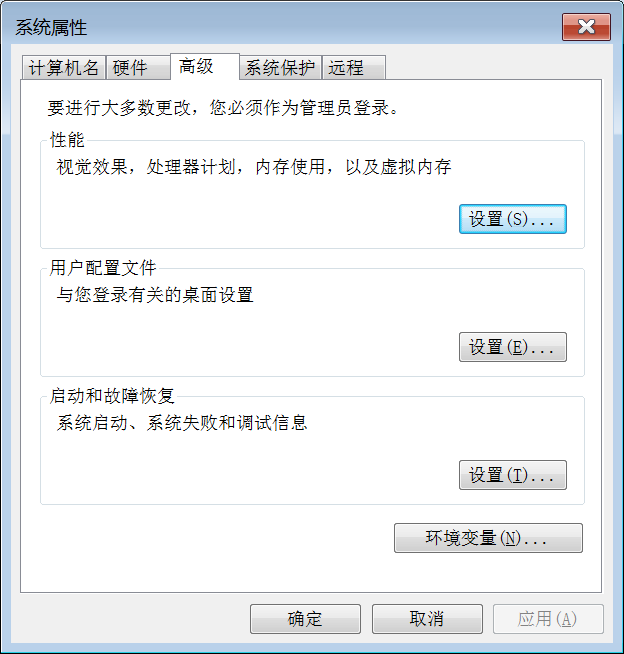 系统属性
计算机名 硬件 高级 系统保护 远程
要进行大多数更改，您必须作为管理员登录。
性能
视觉效果，处理器计划，内存使用，以及虚拟内存
设置(S)...
用户配置文件
与您登录有关的桌面设置
设置(E)...
启动和故障恢复
系统启动、系统失败和调试信息
设置(T)...
环境变量(N)...
确定 取消 应用(A)